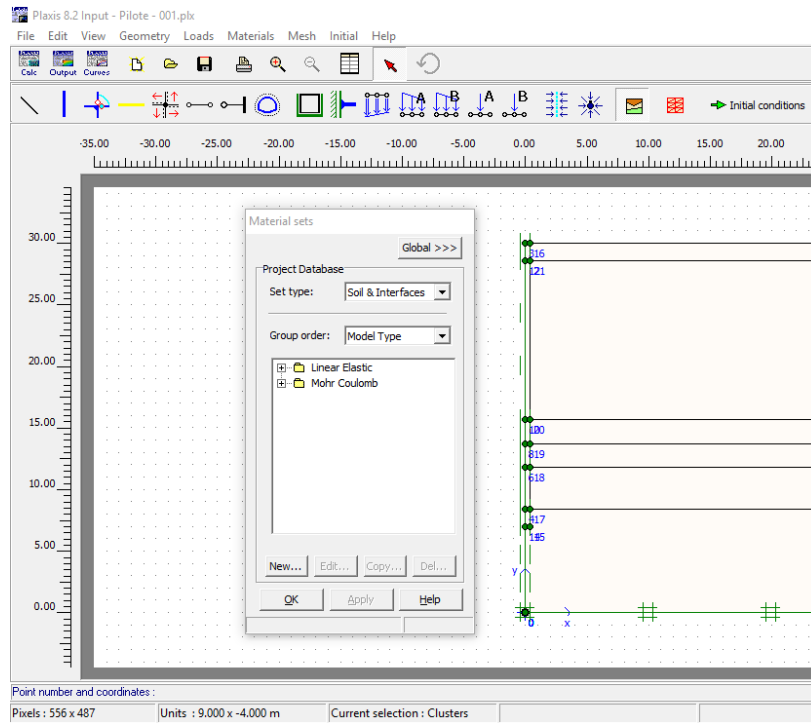 Plaxis 8.2 Input - Pilote - 001.plx
File Edit View Geometry Loads Materials Mesh Initial Help
Calc Output Curves
A B A B Initial conditions
-35.00 -30.00 -25.00 -20.00 -15.00 -10.00 -5.00 0.00 5.00 10.00 15.00 20.00
Material sets
Global >>>
Project Database
Set type: Soil & Interfaces
Group order: Model Type
Linear Elastic
Mohr Coulomb
New... Edit... Copy... Del...
OK Apply Help
30.00
25.00
20.00
15.00
10.00
5.00
0.00
y
x
0
Point number and coordinates :
Pixels : 556 x 487 Units : 9.000 x -4.000 m Current selection : Clusters